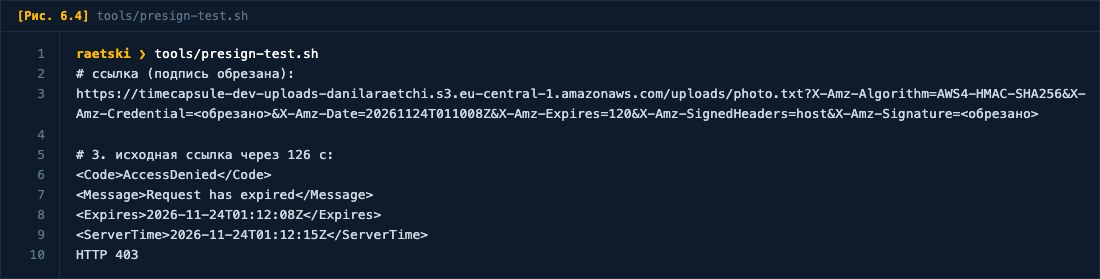 [Рис. 6.4] tools/presign-test.sh
1 raetski ❯ tools/presign-test.sh
2 # ссылка (подпись обрезана):
3 https://timecapsule-dev-uploads-danilaraetchi.s3.eu-central-1.amazonaws.com/uploads/photo.txt?X-Amz-Algorithm=AWS4-HMAC-SHA256&X-
Amz-Credential=<обрезано>&X-Amz-Date=20261124T011008Z&X-Amz-Expires=120&X-Amz-SignedHeaders=host&X-Amz-Signature=<обрезано>
4
5 # 3. исходная ссылка через 126 с:
6 <Code>AccessDenied</Code>
7 <Message>Request has expired</Message>
8 <Expires>2026-11-24T01:12:08Z</Expires>
9 <ServerTime>2026-11-24T01:12:15Z</ServerTime>
10 HTTP 403